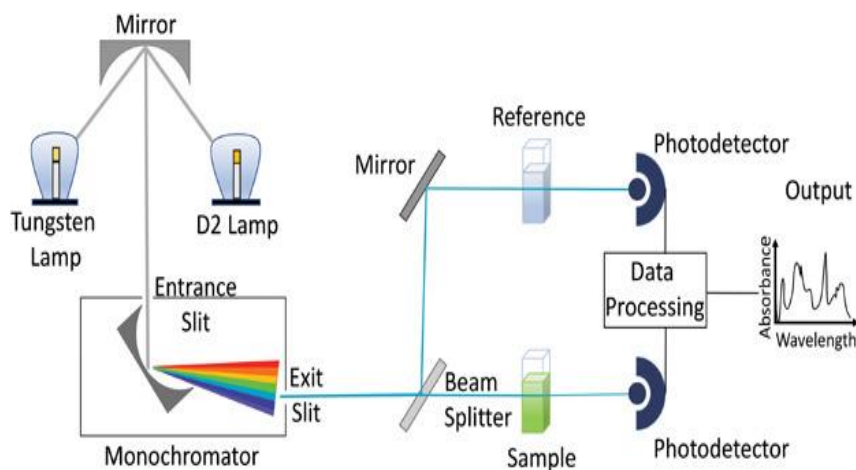 Mirror
Tungsten
Lamp
D2 Lamp
Entrance
Slit
Exit
Slit
Monochromator
Mirror
Reference
Photodetector
Beam
Splitter
Sample
Photodetector
Data
Processing
Output
Absorbance
Wavelength